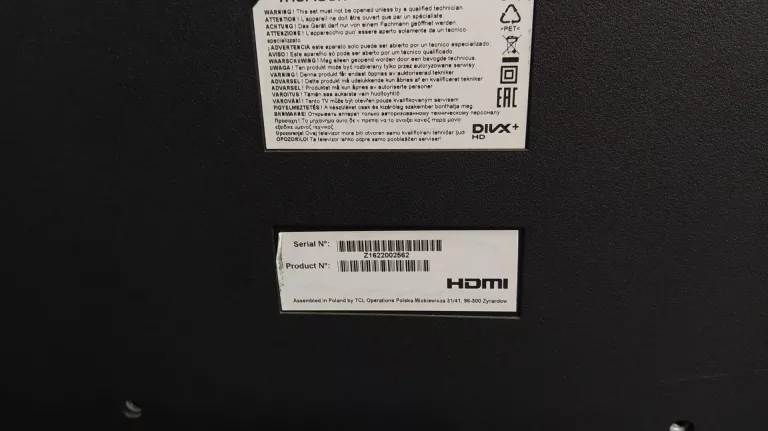 WARNING ! This set must not be opened unless by a qualified technician.
ATTENTION ! L'appareil ne doit être ouvert que par un spécialiste.
ACHTUNG ! Das Gerät darf nur von einem Fachmann geöffnet werden.
ATTENZIONE ! L'apparecchio puo' essere aperto solamente da un tecnico
specializzato.
¡ ADVERTENCIA este aparato solo puede ser abierto por un técnico especializado:
AVISO ! Este aparelho só pode ser aberto por um técnico qualificado.
WAARSCHUWING ! Mag alleen geopend worden door een bevoegde technicus.
UWAGA ! Ten produkt może być rozbierany tylko przez autoryzowane serwisy
VARNING ! Denna produkt får endast öppnas av auktoriserad tekniker
ADVARSEL ! Dette produkt må udelukkende kun åbnes af en kvalificeret tekniker
ADVARSEL ! Produktet må kun åpnes av autoriserte personer
VAROITUS ! Tämän saa aukaista vain huoltoyhtiö
VAROVÁNÍ ! Tento TV může být otevřen pouze kvalifikovaným servisem
FIGYELMEZTETÉS ! A készüléket csak és kizárólag szakember bonthatja meg.
ВНИМАНИЕ ! Открывать аппарат только авторизованному техническому персоналу
Προσοχή ! Το μηχάνημα αυτό δεν πρέπει να το ανοίξει κανείς παρά μόνο
εξειδικευμένος τεχνικός!
Upozorenje! Ovaj televizor mora biti otvoren samo kvalifikirani tehničar ljudi
OPOZORILO! Ta televizor lahko odpre samo pooblaščen serviser!
PET
EAC
DIVX+
HD
Serial N°:
Z1622002562
Product N°:
HDMI
Assembled in Poland by TCL Operations Polska Mickiewicza 31/41, 96-300 Zyrardow